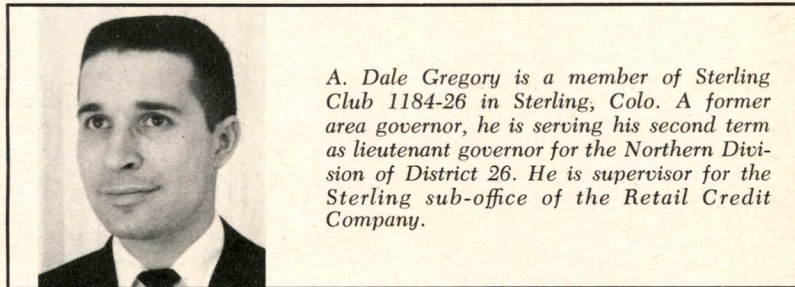 A. Dale Gregory is a member of Sterling
Club 1184-26 in Sterling, Colo. A former
area governor, he is serving his second term
as lieutenant governor for the Northern Divi-
sion of District 26. He is supervisor for the
Sterling sub-office of the Retail Credit
Company.